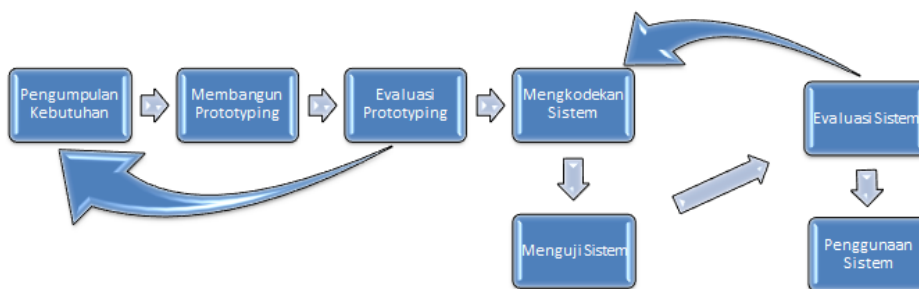 Pengumpulan
Kebutuhan
Membangun
Prototyping
Evaluasi
Prototyping
Mengkodekan
Sistem
Menguji Sistem
Evaluasi Sistem
Penggunaan
Sistem